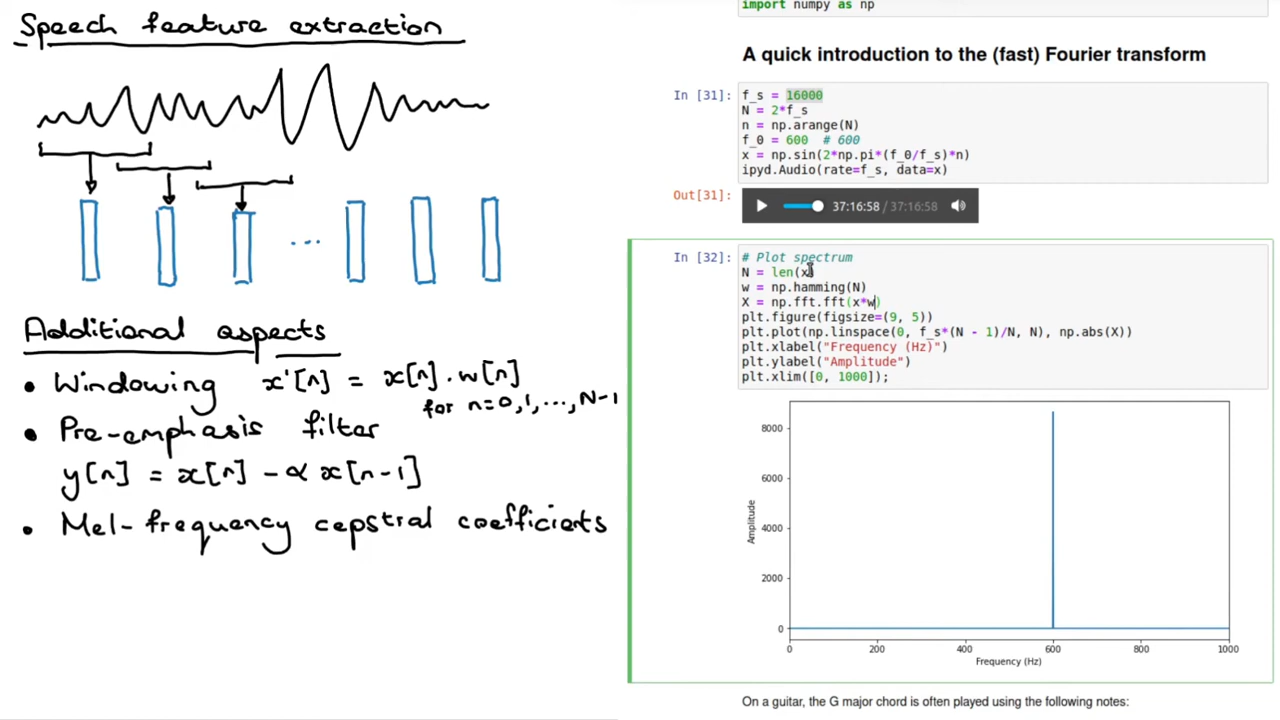 Speech feature extraction
...
Additional aspects
• Windowing x'[n] = x[n] · w[n]
for n=0,1,...,N-1
• Pre-emphasis filter
y[n] = x[n] - α x[n-1]
• Mel-frequency cepstral coefficients
import numpy as np
A quick introduction to the (fast) Fourier transform
In [31]:
f_s = 16000
N = 2*f_s
n = np.arange(N)
f_0 = 600  # 600
x = np.sin(2*np.pi*(f_0/f_s)*n)
ipyd.Audio(rate=f_s, data=x)
Out[31]:
37:16:58 / 37:16:58
In [32]:
# Plot spectrum
N = len(x)
w = np.hamming(N)
X = np.fft.fft(x*w)
plt.figure(figsize=(9, 5))
plt.plot(np.linspace(0, f_s*(N - 1)/N, N), np.abs(X))
plt.xlabel("Frequency (Hz)")
plt.ylabel("Amplitude")
plt.xlim([0, 1000]);
8000
6000
4000
2000
0
Amplitude
0 200 400 600 800 1000
Frequency (Hz)
On a guitar, the G major chord is often played using the following notes: